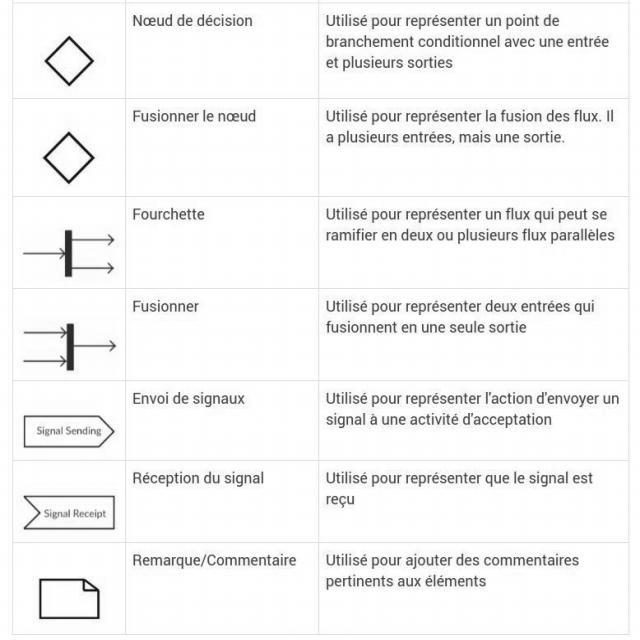 Nœud de décision
Utilisé pour représenter un point de
branchement conditionnel avec une entrée
et plusieurs sorties
Fusionner le nœud
Utilisé pour représenter la fusion des flux. Il
a plusieurs entrées, mais une sortie.
Fourchette
Utilisé pour représenter un flux qui peut se
ramifier en deux ou plusieurs flux parallèles
Fusionner
Utilisé pour représenter deux entrées qui
fusionnent en une seule sortie
Signal Sending
Envoi de signaux
Utilisé pour représenter l'action d'envoyer un
signal à une activité d'acceptation
Signal Receipt
Réception du signal
Utilisé pour représenter que le signal est
reçu
Remarque/Commentaire
Utilisé pour ajouter des commentaires
pertinents aux éléments